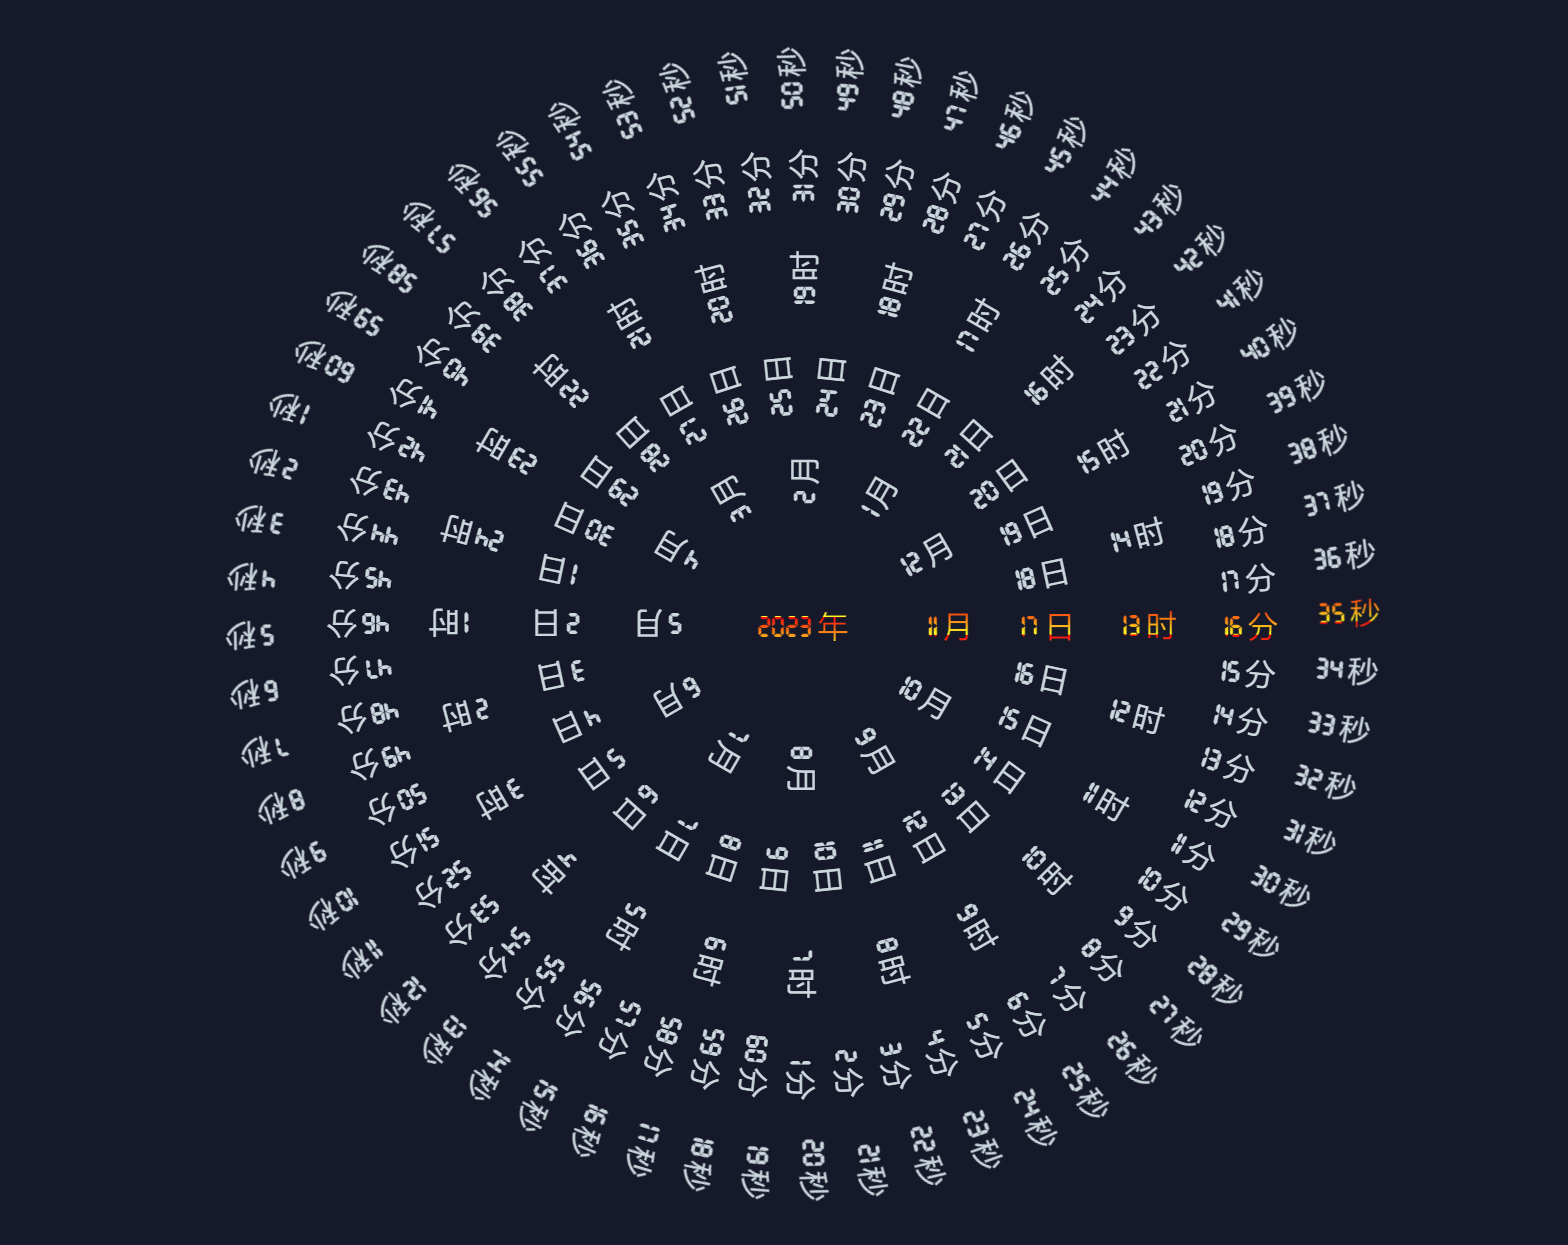 2023年 11月 17日 13时 16分 35秒
1月
2月
3月
4月
5月
6月
7月
8月
9月
10月
11月
12月
1日
2日
3日
4日
5日
6日
7日
8日
9日
10日
11日
12日
13日
14日
15日
16日
17日
18日
19日
20日
21日
22日
23日
24日
25日
26日
27日
28日
29日
30日
1时
2时
3时
4时
5时
6时
7时
8时
9时
10时
11时
12时
13时
14时
15时
16时
17时
18时
19时
20时
21时
22时
23时
24时
1分
2分
3分
4分
5分
6分
7分
8分
9分
10分
11分
12分
13分
14分
15分
16分
17分
18分
19分
20分
21分
22分
23分
24分
25分
26分
27分
28分
29分
30分
31分
32分
33分
34分
35分
36分
37分
38分
39分
40分
41分
42分
43分
44分
45分
46分
47分
48分
49分
50分
51分
52分
53分
54分
55分
56分
57分
58分
59分
60分
1秒
2秒
3秒
4秒
5秒
6秒
7秒
8秒
9秒
10秒
11秒
12秒
13秒
14秒
15秒
16秒
17秒
18秒
19秒
20秒
21秒
22秒
23秒
24秒
25秒
26秒
27秒
28秒
29秒
30秒
31秒
32秒
33秒
34秒
35秒
36秒
37秒
38秒
39秒
40秒
41秒
42秒
43秒
44秒
45秒
46秒
47秒
48秒
49秒
50秒
51秒
52秒
53秒
54秒
55秒
56秒
57秒
58秒
59秒
60秒